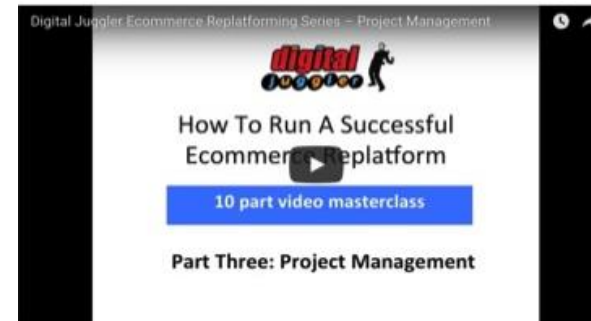 Digital Juggler Ecommerce Replatforming Series – Project Management
digital
juggler
How To Run A Successful
Ecommerce Replatform
10 part video masterclass
Part Three: Project Management